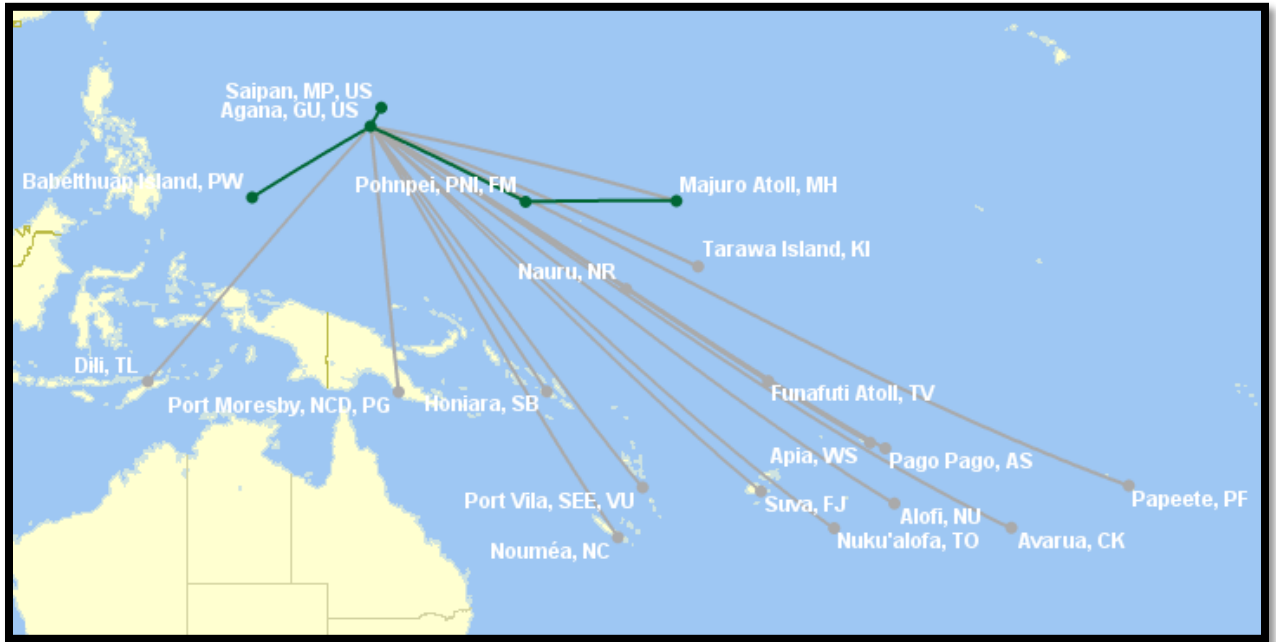 Saipan, MP, US
Agana, GU, US
Babelthuap Island, PW
Pohnpei, PNI, FM
Majuro Atoll, MH
Tarawa Island, KI
Nauru, NR
Dili, TL
Port Moresby, NCD, PG
Honiara, SB
Funafuti Atoll, TV
Apia, WS
Pago Pago, AS
Port Vila, SEE, VU
Suva, FJ
Alofi, NU
Papeete, PF
Nouméa, NC
Nuku'alofa, TO
Avarua, CK